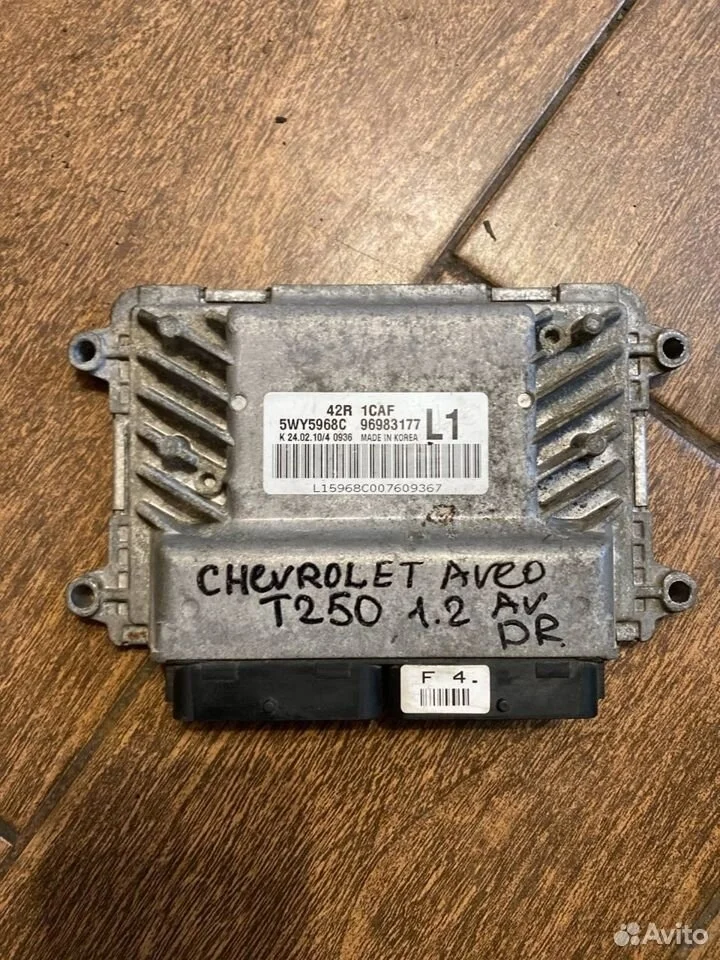 42R 1CAF
5WY5968C 96983177 L1
K 24.02.10/4 0936 MADE IN KOREA
L15968C007609367
CHEVROLET Aveo
T250 1.2 AV
DR.
F 4.
Avito